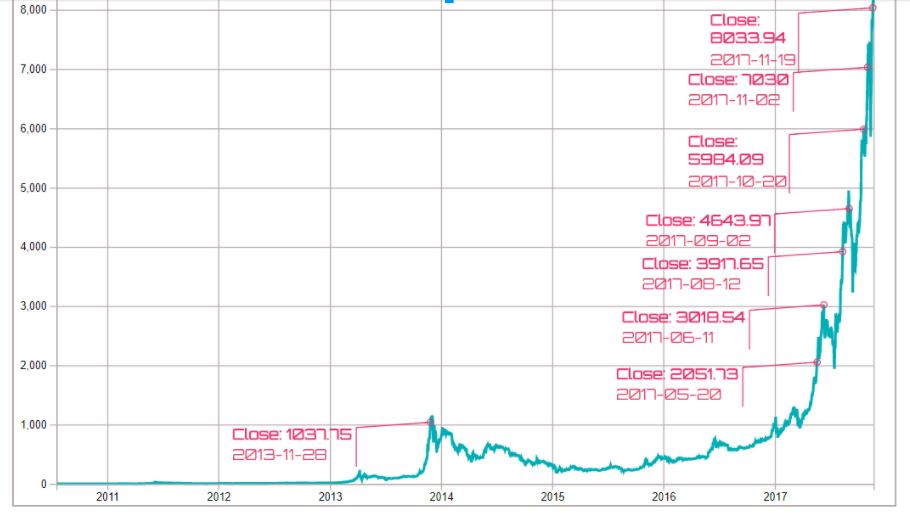 8,000
Close:
8033.94
2017-11-19
7,000
Close: 7030
2017-11-02
6,000
Close:
5984.09
2017-10-20
5,000
Close: 4643.97
2017-09-02
4,000
Close: 3917.65
2017-08-12
3,000
Close: 3018.54
2017-06-11
2,000
Close: 2051.73
2017-05-20
1,000
Close: 1037.75
2013-11-28
0
2011 2012 2013 2014 2015 2016 2017